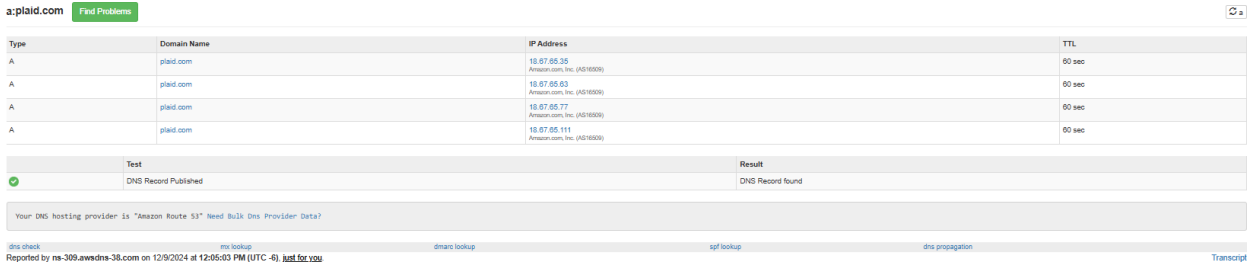 a:plaid.com Find Problems a
Type Domain Name IP Address TTL
A plaid.com 18.67.65.35 60 sec
Amazon.com, Inc. (AS16509)
A plaid.com 18.67.65.63 60 sec
Amazon.com, Inc. (AS16509)
A plaid.com 18.67.65.77 60 sec
Amazon.com, Inc. (AS16509)
A plaid.com 18.67.65.111 60 sec
Amazon.com, Inc. (AS16509)
Test Result
DNS Record Published DNS Record found
Your DNS hosting provider is "Amazon Route 53" Need Bulk Dns Provider Data?
dns check mx lookup dmarc lookup spf lookup dns propagation
Reported by ns-309.awsdns-38.com on 12/9/2024 at 12:05:03 PM (UTC -6), just for you. Transcript